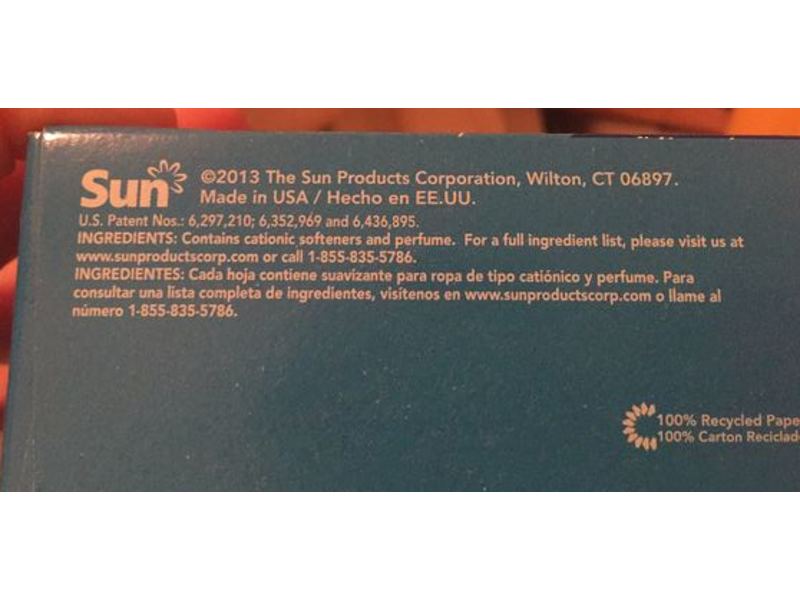 Sun
©2013 The Sun Products Corporation, Wilton, CT 06897.
Made in USA / Hecho en EE.UU.
U.S. Patent Nos.: 6,297,210; 6,352,969 and 6,436,895.
INGREDIENTS: Contains cationic softeners and perfume. For a full ingredient list, please visit us at
www.sunproductscorp.com or call 1-855-835-5786.
INGREDIENTES: Cada hoja contiene suavizante para ropa de tipo catiónico y perfume. Para
consultar una lista completa de ingredientes, visítenos en www.sunproductscorp.com o llame al
número 1-855-835-5786.
100% Recycled Pape
100% Carton Reciclad